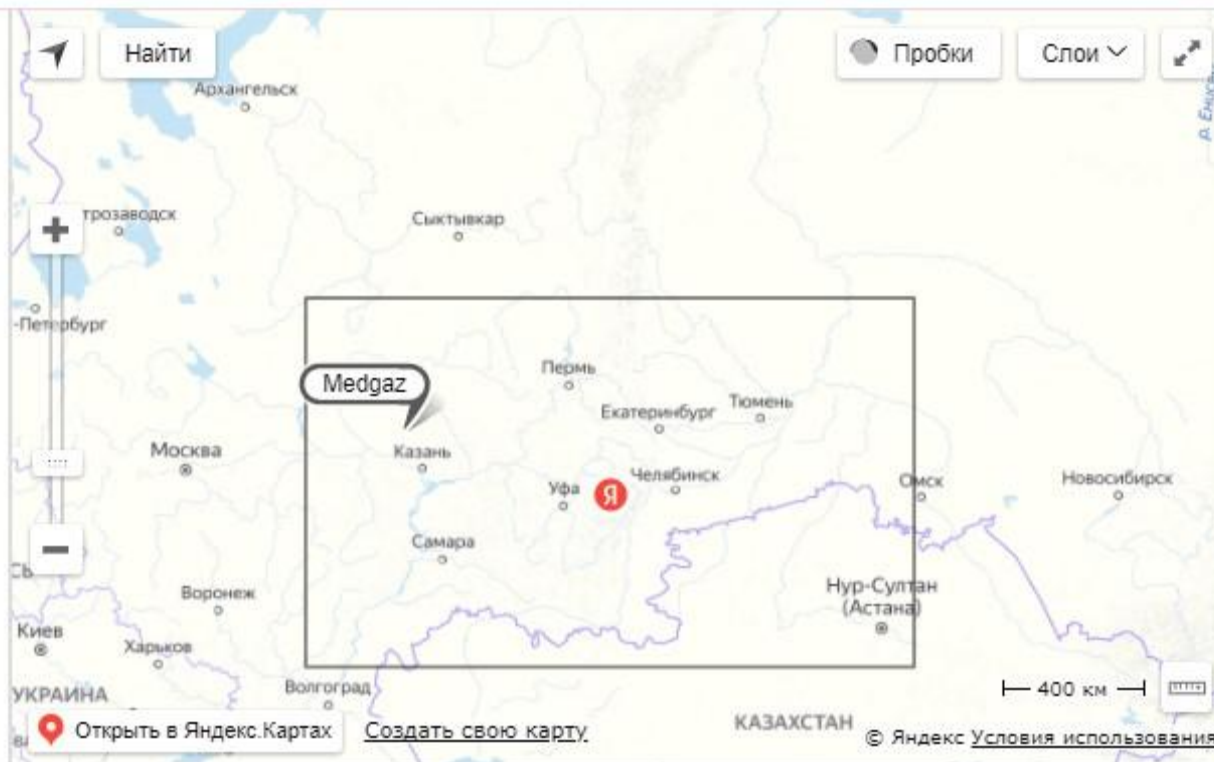 Найти
Пробки
Слои
Архангельск
р. Енис
трозаводск
Сыктывкар
-Петербург
Пермь
Medgaz
Екатеринбург
Тюмень
Москва
Казань
Уфа
Я
Челябинск
Омск
Новосибирск
Самара
Воронеж
Нур-Султан
(Астана)
Киев
Харьков
УКРАИНА
Волгоград
400 км
Открыть в Яндекс.Картах
Создать свою карту
КАЗАХСТАН
© Яндекс Условия использования